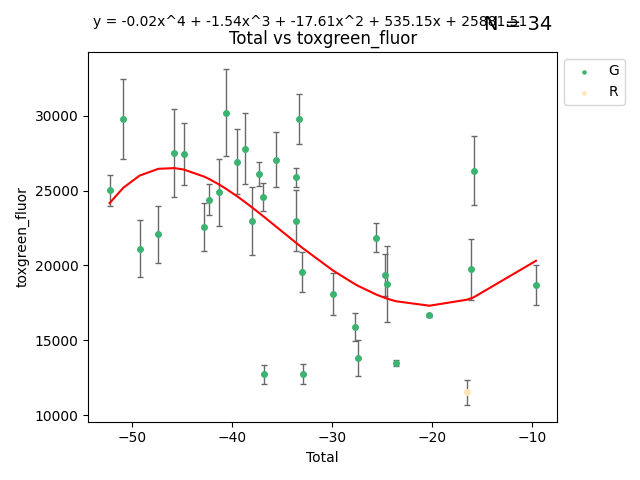 y = -0.02x^4 + -1.54x^3 + -17.61x^2 + 535.15x +
N = 34
Total vs toxgreen_fluor
G
R
30000
25000
20000
15000
10000
toxgreen_fluor
−50
−40
−30
−20
−10
Total